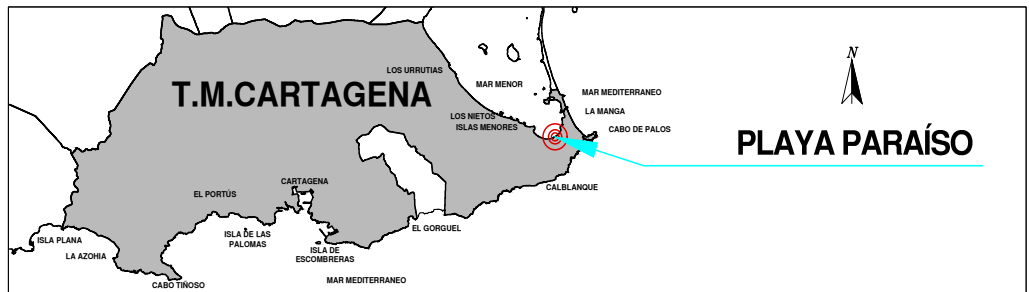 N
LOS URRUTIAS
MAR MENOR
T.M.CARTAGENA
MAR MEDITERRANEO
LA MANGA
LOS NIETOS
ISLAS MENORES
CABO DE PALOS
PLAYA PARAÍSO
CARTAGENA
CALBLANQUE
EL PORTÚS
EL GORGUEL
ISLA PLANA
ISLA DE LAS
PALOMAS
LA AZOHIA
ISLA DE
ESCOMBRERAS
CABO TIÑOSO
MAR MEDITERRANEO